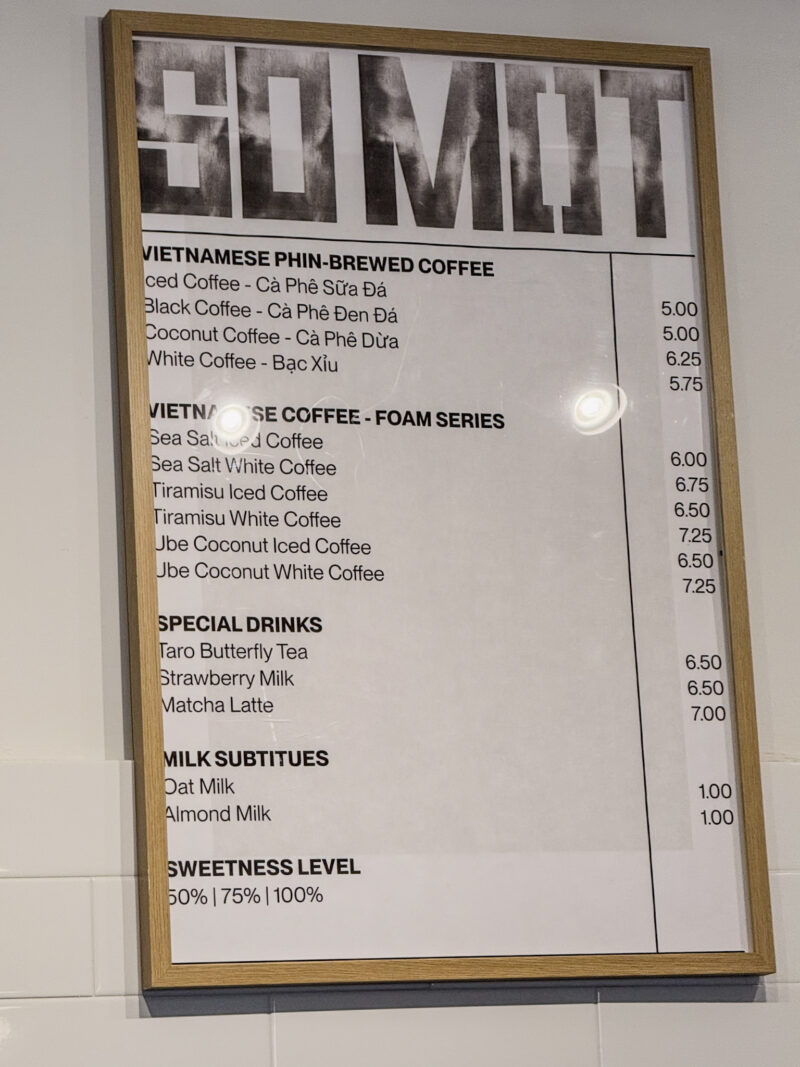 SO MOT
VIETNAMESE PHIN-BREWED COFFEE
ced Coffee - Cà Phê Sữa Đá 5.00
Black Coffee - Cà Phê Đen Đá 5.00
Coconut Coffee - Cà Phê Dừa 6.25
White Coffee - Bạc Xỉu 5.75
VIETNAMESE COFFEE - FOAM SERIES
Sea Salt Iced Coffee 6.00
Sea Salt White Coffee 6.75
Tiramisu Iced Coffee 6.50
Tiramisu White Coffee 7.25
Ube Coconut Iced Coffee 6.50
Ube Coconut White Coffee 7.25
SPECIAL DRINKS
Taro Butterfly Tea 6.50
Strawberry Milk 6.50
Matcha Latte 7.00
MILK SUBTITUES
Oat Milk 1.00
Almond Milk 1.00
SWEETNESS LEVEL
50% | 75% | 100%